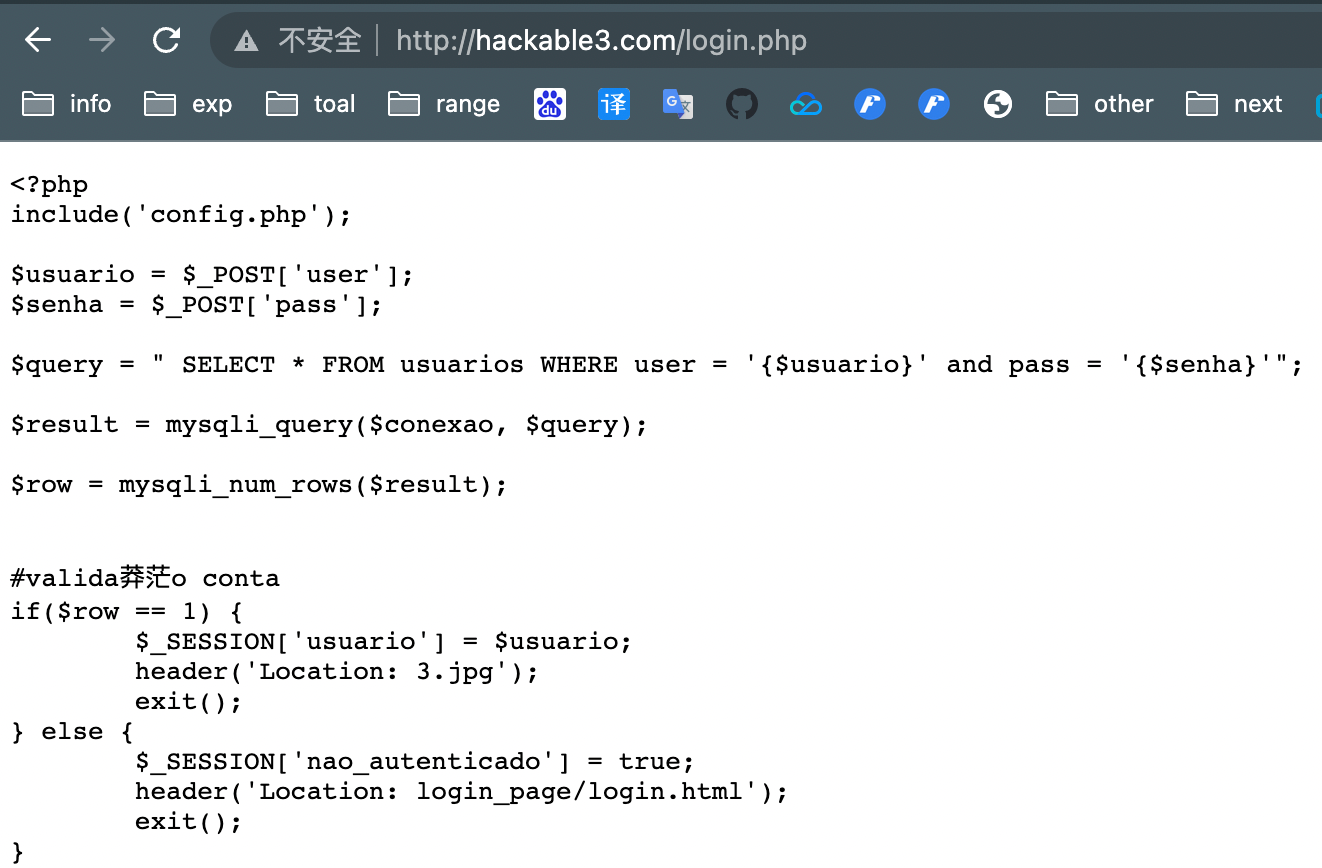 不安全 http://hackable3.com/login.php
info exp toal range du 译 G 文 other next
<?php
include('config.php');
$usuario = $_POST['user'];
$senha = $_POST['pass'];
$query = " SELECT * FROM usuarios WHERE user = '{$usuario}' and pass = '{$senha}'";
$result = mysqli_query($conexao, $query);
$row = mysqli_num_rows($result);
#valida莽茫o conta
if($row == 1) {
        $_SESSION['usuario'] = $usuario;
        header('Location: 3.jpg');
        exit();
} else {
        $_SESSION['nao_autenticado'] = true;
        header('Location: login_page/login.html');
        exit();
}